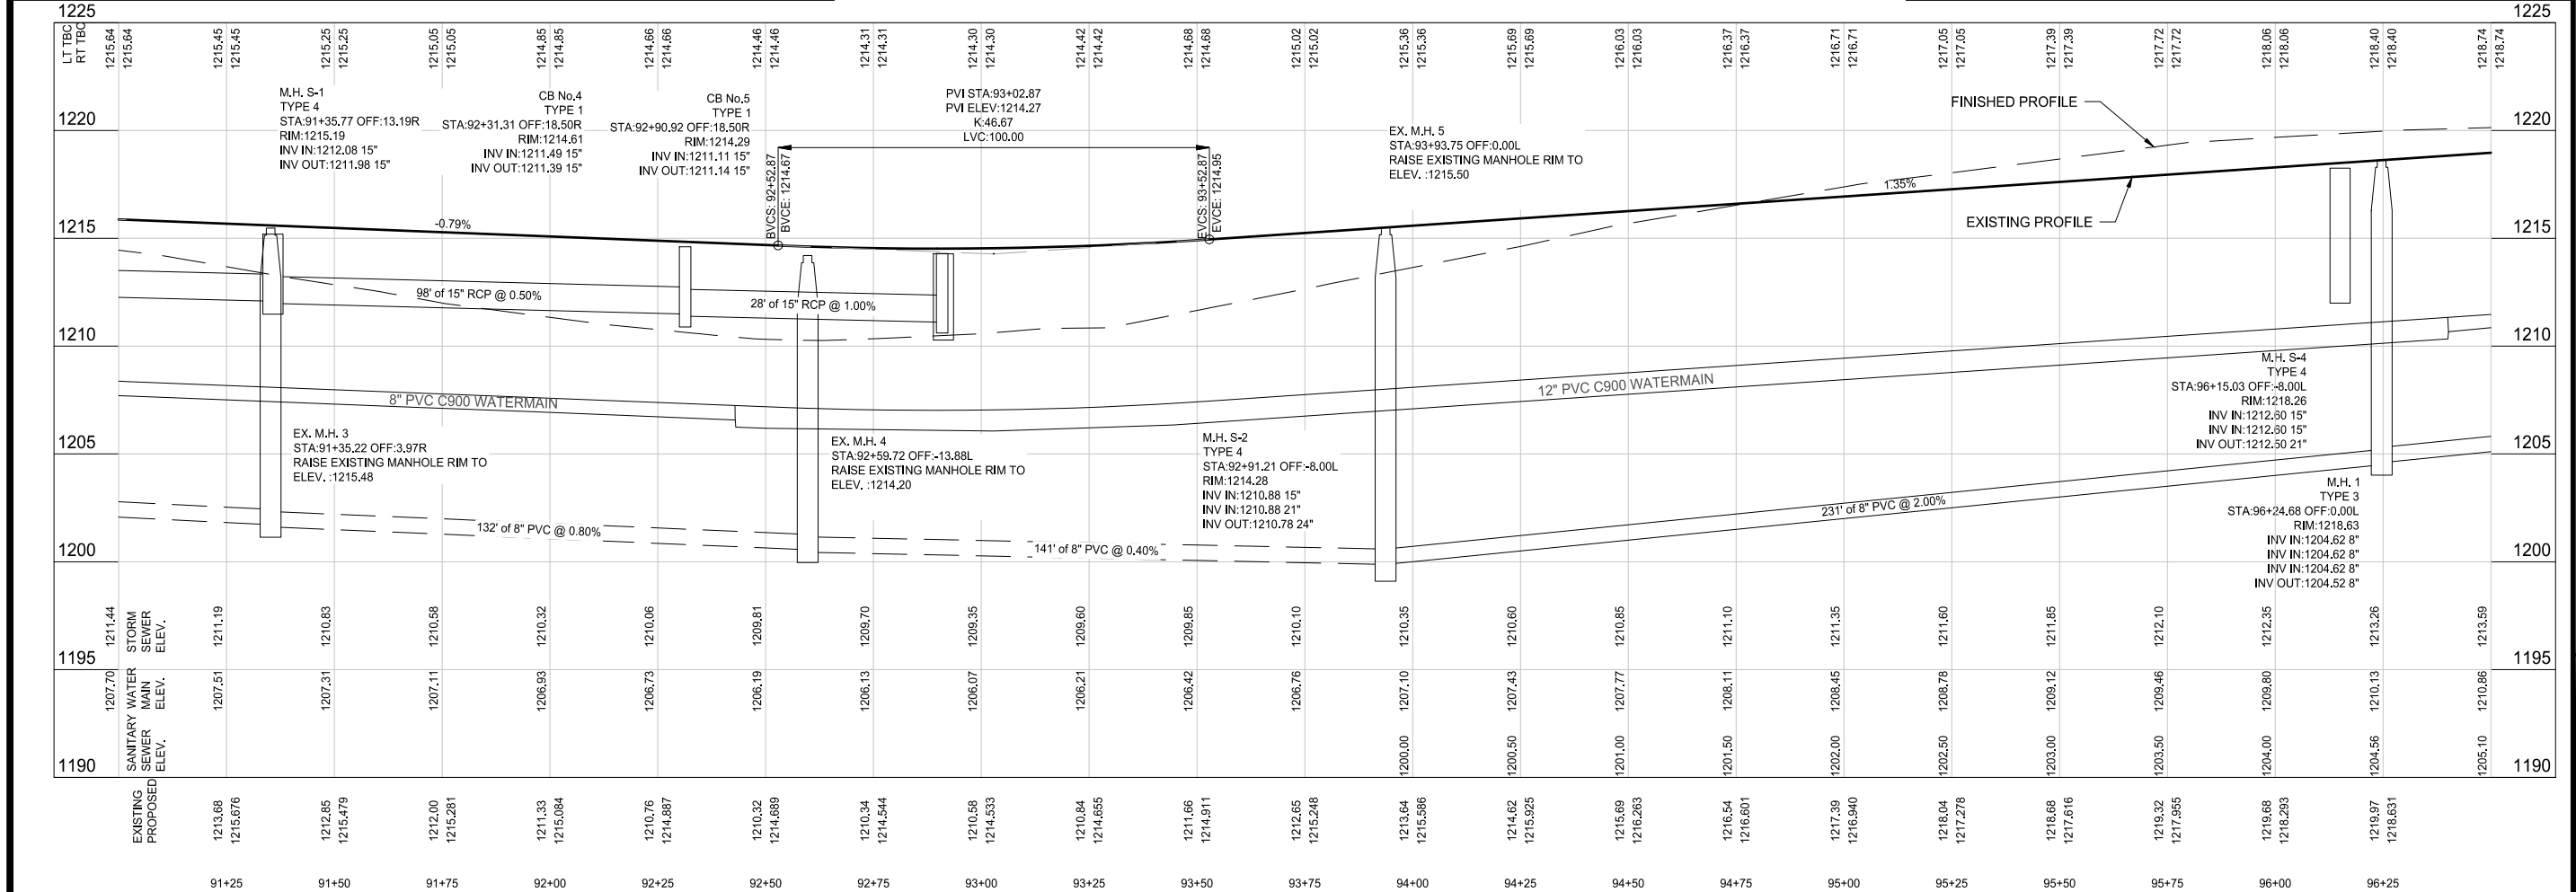 1225
1225
LT TBC
RT TBC
1215.64
1215.64
1215.45
1215.45
1215.25
1215.25
1215.05
1215.05
1214.85
1214.85
1214.66
1214.66
1214.46
1214.46
1214.31
1214.31
1214.30
1214.30
1214.42
1214.42
1214.68
1214.68
1215.02
1215.02
1215.36
1215.36
1215.69
1215.69
1216.03
1216.03
1216.37
1216.37
1216.71
1216.71
1217.05
1217.05
1217.39
1217.39
1217.72
1217.72
1218.06
1218.06
1218.40
1218.40
1218.74
1218.74
M.H. S-1
TYPE 4
STA:91+35.77 OFF:13.19R
RIM:1215.19
INV IN:1212.08 15"
INV OUT:1211.98 15"
CB No.4
TYPE 1
STA:92+31.31 OFF:18.50R
RIM:1214.61
INV IN:1211.49 15"
INV OUT:1211.39 15"
CB No.5
TYPE 1
STA:92+90.92 OFF:18.50R
RIM:1214.29
INV IN:1211.11 15"
INV OUT:1211.14 15"
PVI STA:93+02.87
PVI ELEV:1214.27
K:46.67
LVC:100.00
BVCS: 92+52.87
BVCE: 1214.67
EVCS: 93+52.87
EVCE: 1214.95
EX. M.H. 5
STA:93+93.75 OFF:0.00L
RAISE EXISTING MANHOLE RIM TO
ELEV. :1215.50
FINISHED PROFILE
EXISTING PROFILE
1220
1220
-0.79%
1.35%
1215
1215
98' of 15" RCP @ 0.50%
28' of 15" RCP @ 1.00%
1210
1210
8" PVC C900 WATERMAIN
12" PVC C900 WATERMAIN
M.H. S-4
TYPE 4
STA:96+15.03 OFF:-8.00L
RIM:1218.26
INV IN:1212.60 15"
INV IN:1212.60 15"
INV OUT:1212.50 21"
1205
1205
EX. M.H. 3
STA:91+35.22 OFF:3.97R
RAISE EXISTING MANHOLE RIM TO
ELEV. :1215.48
EX. M.H. 4
STA:92+59.72 OFF:-13.88L
RAISE EXISTING MANHOLE RIM TO
ELEV. :1214.20
M.H. S-2
TYPE 4
STA:92+91.21 OFF:-8.00L
RIM:1214.28
INV IN:1210.88 15"
INV IN:1210.88 21"
INV OUT:1210.78 24"
M.H. 1
TYPE 3
STA:96+24.68 OFF:0.00L
RIM:1218.63
INV IN:1204.62 8"
INV IN:1204.62 8"
INV IN:1204.62 8"
INV OUT:1204.52 8"
132' of 8" PVC @ 0.80%
141' of 8" PVC @ 0.40%
231' of 8" PVC @ 2.00%
1200
1200
STORM
SEWER
ELEV.
1211.44
1211.19
1210.83
1210.58
1210.32
1210.06
1209.81
1209.70
1209.35
1209.60
1209.85
1210.10
1210.35
1210.60
1210.85
1211.10
1211.35
1211.60
1211.85
1212.10
1212.35
1213.26
1213.59
1195
1195
WATER
MAIN
ELEV.
1207.70
1207.51
1207.31
1207.11
1206.93
1206.73
1206.19
1206.13
1206.07
1206.21
1206.42
1206.76
1207.10
1207.43
1207.77
1208.11
1208.45
1208.78
1209.12
1209.46
1209.80
1210.13
1210.86
SANITARY
SEWER
ELEV.
1200.00
1200.50
1201.00
1201.50
1202.00
1202.50
1203.00
1203.50
1204.00
1204.56
1205.10
1190
1190
EXISTING
PROPOSED
1213.68
1215.676
1212.85
1215.479
1212.00
1215.281
1211.33
1215.084
1210.76
1214.887
1210.32
1214.689
1210.34
1214.544
1210.58
1214.533
1210.84
1214.655
1211.66
1214.911
1212.65
1215.248
1213.64
1215.586
1214.62
1215.925
1215.69
1216.263
1216.54
1216.601
1217.39
1216.940
1218.04
1217.278
1218.68
1217.616
1219.32
1217.955
1219.68
1218.293
1219.97
1218.631
91+25
91+50
91+75
92+00
92+25
92+50
92+75
93+00
93+25
93+50
93+75
94+00
94+25
94+50
94+75
95+00
95+25
95+50
95+75
96+00
96+25